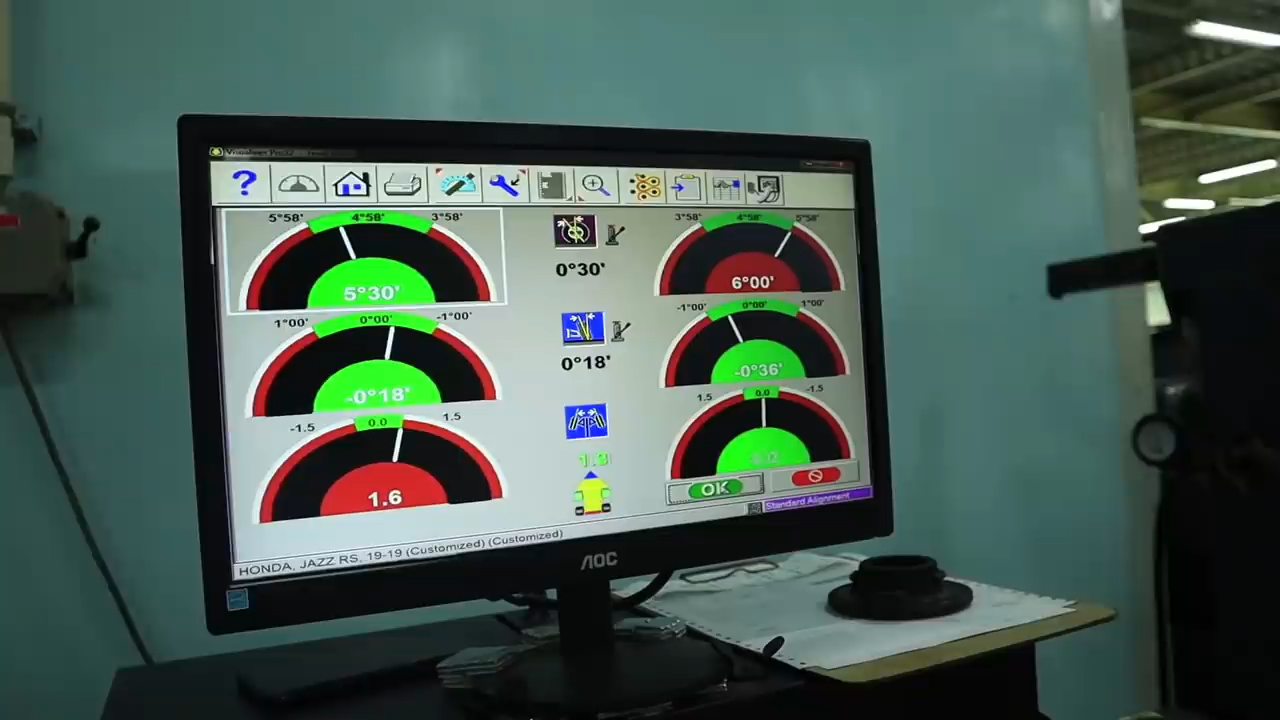 ?
5°58' 4°58' 3°58'
5°30'
0°30'
3°58' 4°58' 5°58'
6°00'
1°00' 0°00' -1°00'
-0°18'
0°18'
-1°00' 0°00' 1°00'
-0°36'
-1.5 0.0 1.5
1.6
1.5 0.0 -1.5
OK
Standard Alignment
HONDA, JAZZ RS, 19-19 (Customized) (Customized)
AOC